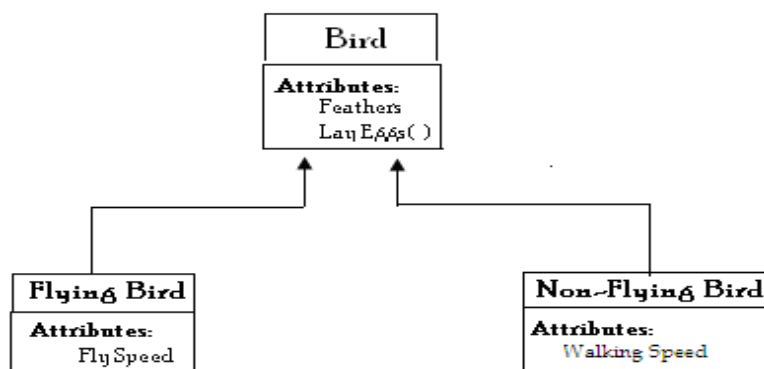 Bird
Attributes:
Feathers
Lay Eggs( )
Flying Bird
Attributes:
Fly Speed
Non-Flying Bird
Attributes:
Walking Speed